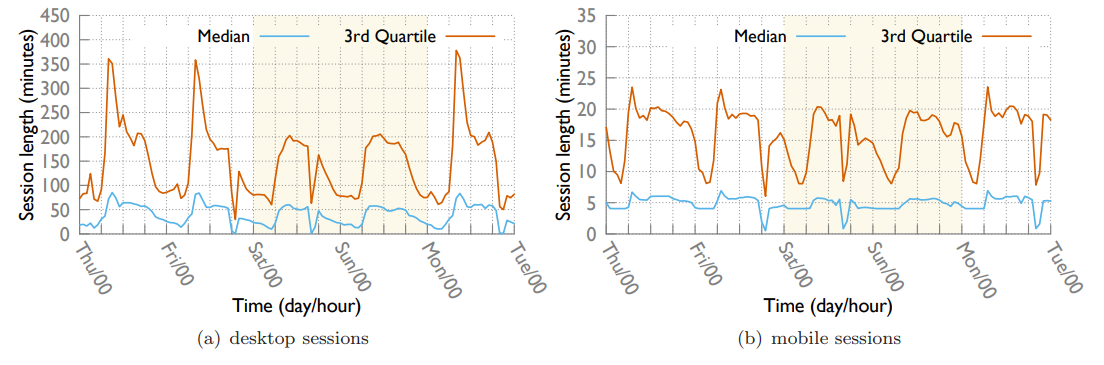 450
400
350
300
250
200
150
100
50
0
Session length (minutes)
Median
3rd Quartile
Thu/00
Fri/00
Sat/00
Sun/00
Mon/00
Tue/00
Time (day/hour)
(a) desktop sessions
35
30
25
20
15
10
5
0
Session length (minutes)
Median
3rd Quartile
Thu/00
Fri/00
Sat/00
Sun/00
Mon/00
Tue/00
Time (day/hour)
(b) mobile sessions